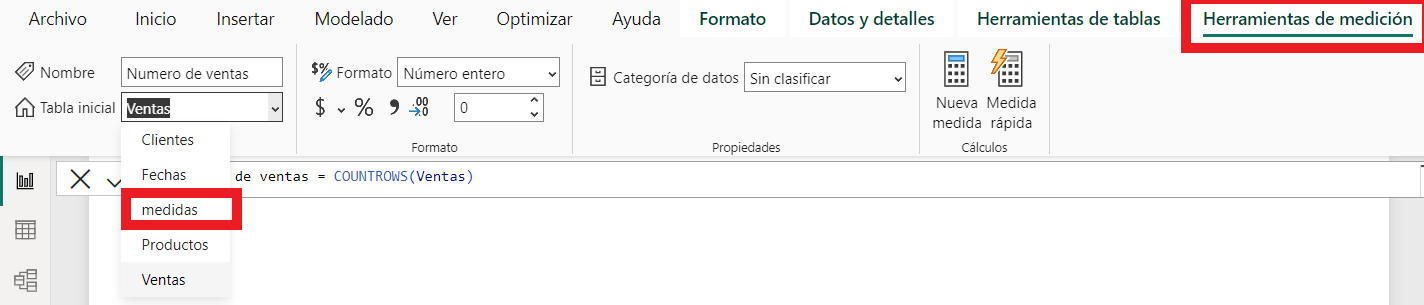 Archivo Inicio Insertar Modelado Ver Optimizar Ayuda Formato Datos y detalles Herramientas de tablas Herramientas de medición
Nombre Numero de ventas
Tabla inicial Ventas
Clientes
Fechas
medidas
Productos
Ventas
Formato Número entero
$ % 9 .00 0
Formato
Categoría de datos Sin clasificar
Propiedades
Nueva medida
Medida rápida
Cálculos
de ventas = COUNTROWS(Ventas)